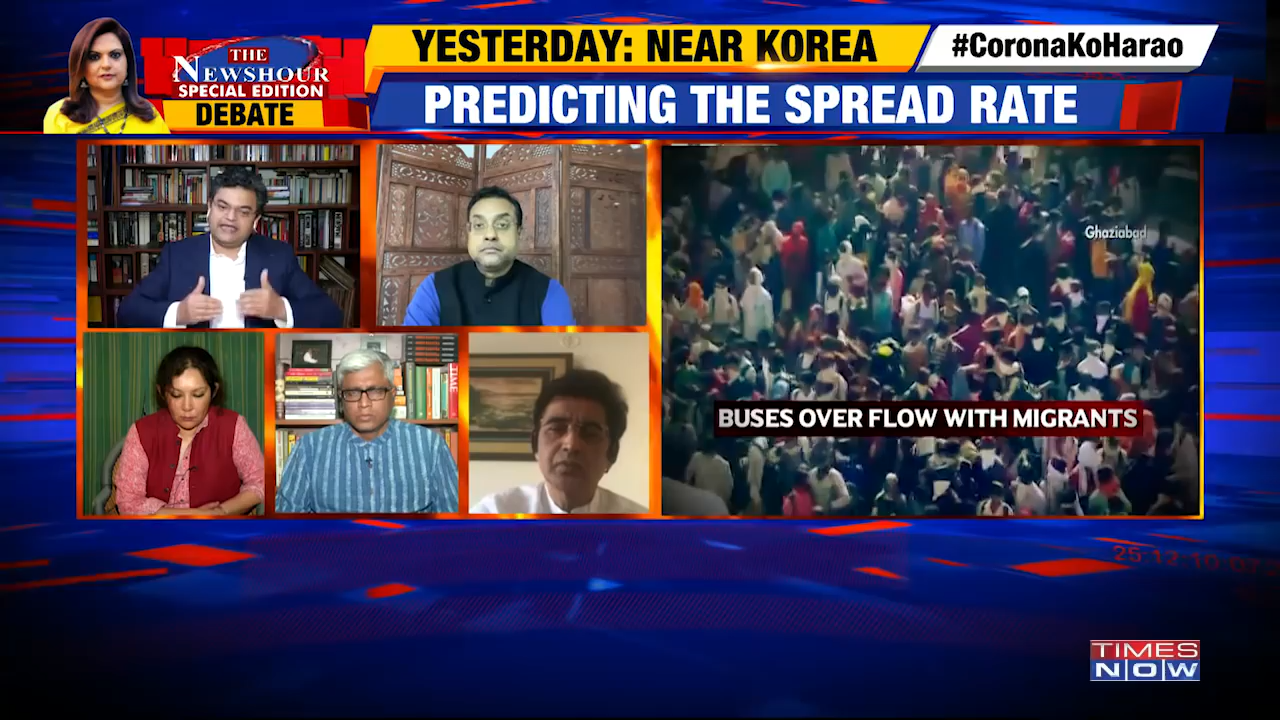 YESTERDAY: NEAR KOREA
#CoronaKoHarao
THE
NEWSHOUR
SPECIAL EDITION
DEBATE
PREDICTING THE SPREAD RATE
Ghaziabad
TIME
BUSES OVER FLOW WITH MIGRANTS
TIMES
NOW